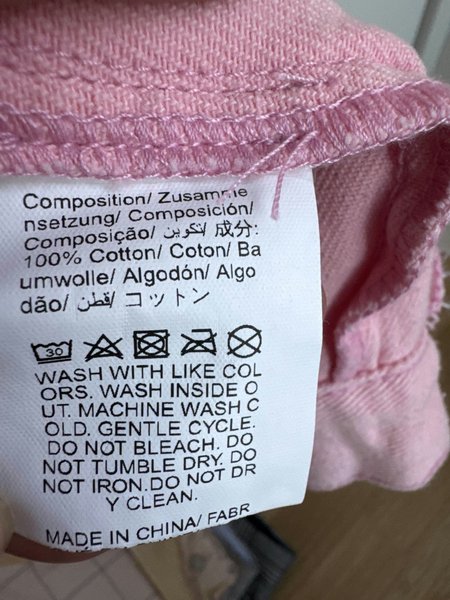 Composition/ Zusamme
nsetzung/ Composición/
Composição/ تكوين/ 成分:
100% Cotton/ Coton/ Ba
umwolle/ Algodón/ Algo
dão/ قطن/ コットン
30
WASH WITH LIKE COL
ORS. WASH INSIDE O
UT. MACHINE WASH C
OLD. GENTLE CYCLE.
DO NOT BLEACH. DO
NOT TUMBLE DRY. DO
NOT IRON.DO NOT DR
Y CLEAN.
MADE IN CHINA/ FABR